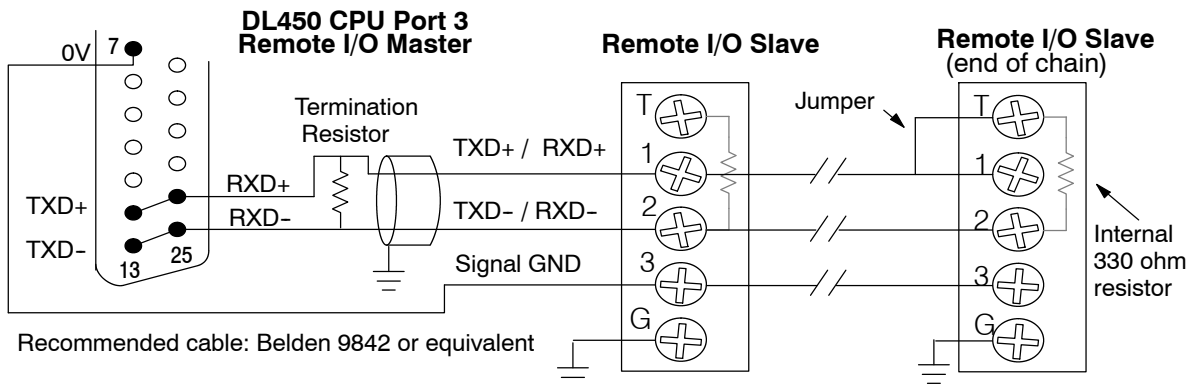 DL450 CPU Port 3
Remote I/O Master
Remote I/O Slave
Remote I/O Slave
(end of chain)
0V
7
Termination
Resistor
Jumper
T
T
TXD+ / RXD+
1
1
RXD+
TXD+
RXD-
TXD- / RXD-
2
2
TXD-
13
25
Internal
330 ohm
resistor
Signal GND
3
3
G
G
Recommended cable: Belden 9842 or equivalent